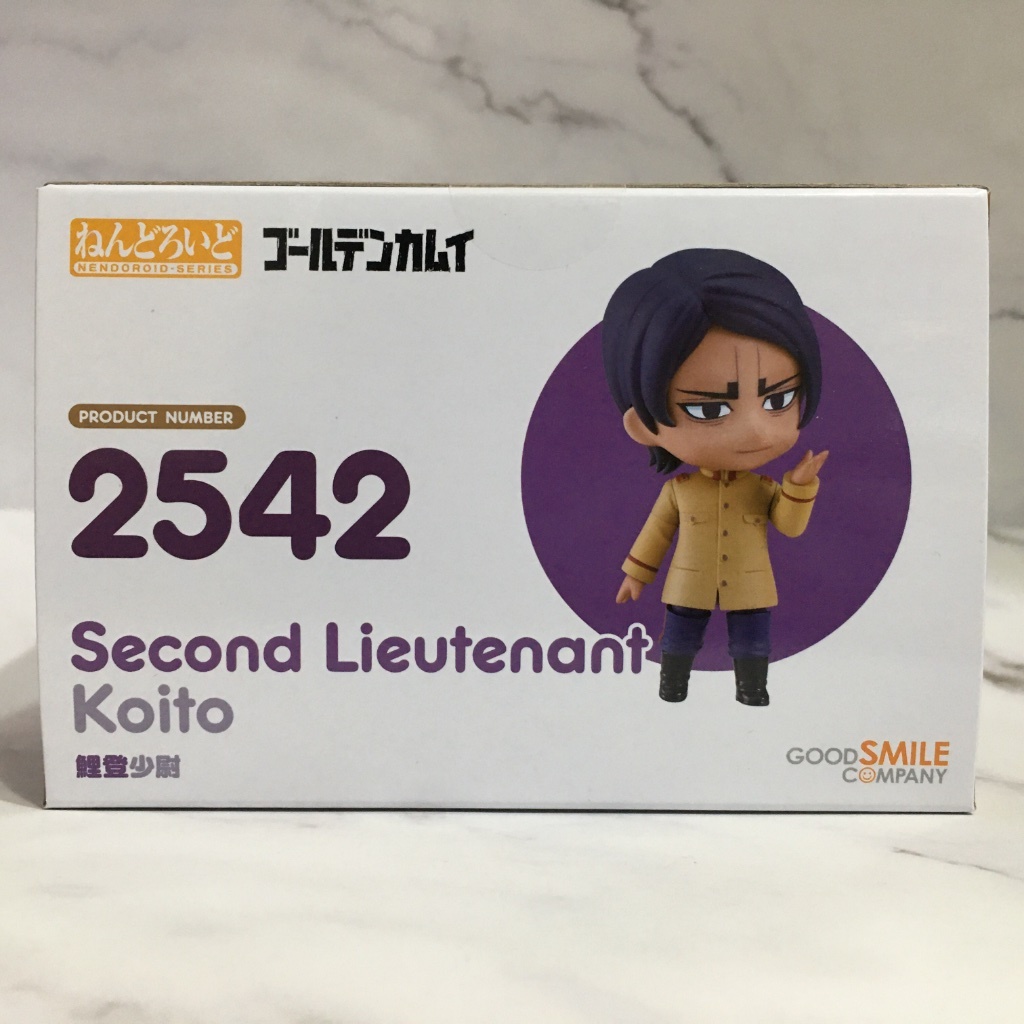 ねんどろいど
NENDOROID·SERIES
ゴールデンカムイ
PRODUCT NUMBER
2542
Second Lieutenant
Koito
鯉登少尉
GOOD SMILE
COMPANY